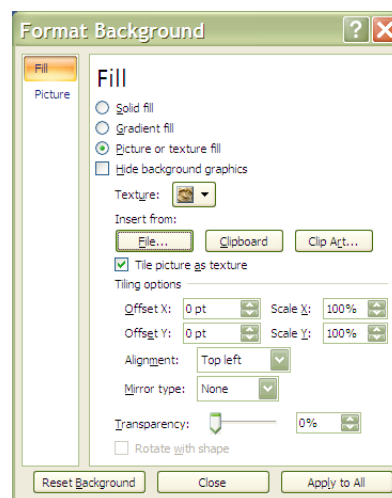 Format Background
Fill
Picture
Fill
Solid fill
Gradient fill
Picture or texture fill
Hide background graphics
Texture:
Insert from:
File... Clipboard Clip Art...
Tile picture as texture
Tiling options
Offset X: 0 pt Scale X: 100%
Offset Y: 0 pt Scale Y: 100%
Alignment: Top left
Mirror type: None
Transparency: 0%
Rotate with shape
Reset Background Close Apply to All